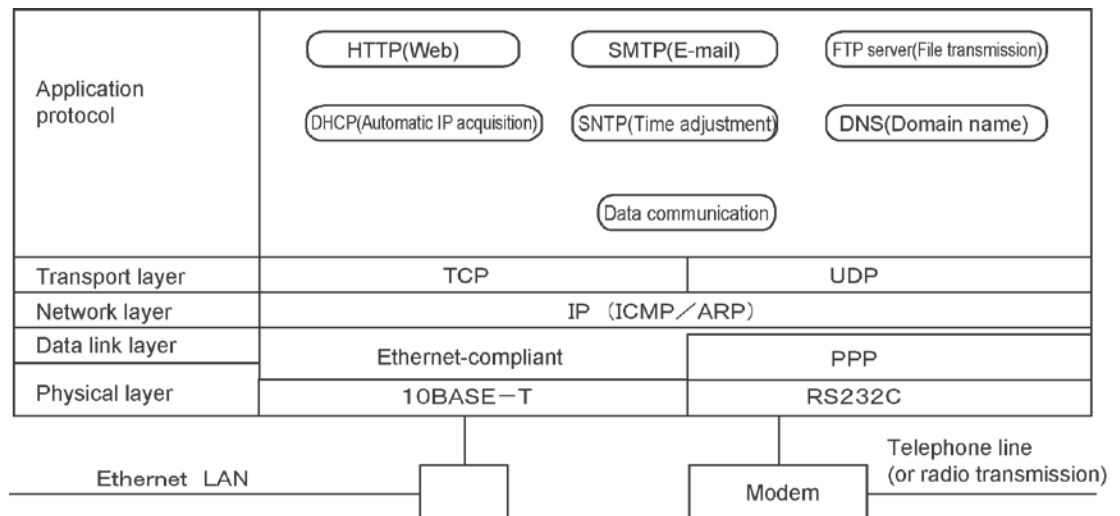 Application
protocol
HTTP(Web)
SMTP(E-mail)
FTP server(File transmission)
DHCP(Automatic IP acquisition)
SNTP(Time adjustment)
DNS(Domain name)
Data communication
Transport layer
TCP
UDP
Network layer
IP （ICMP／ARP）
Data link layer
Ethernet-compliant
PPP
Physical layer
10BASE－T
RS232C
Ethernet LAN
Modem
Telephone line
(or radio transmission)